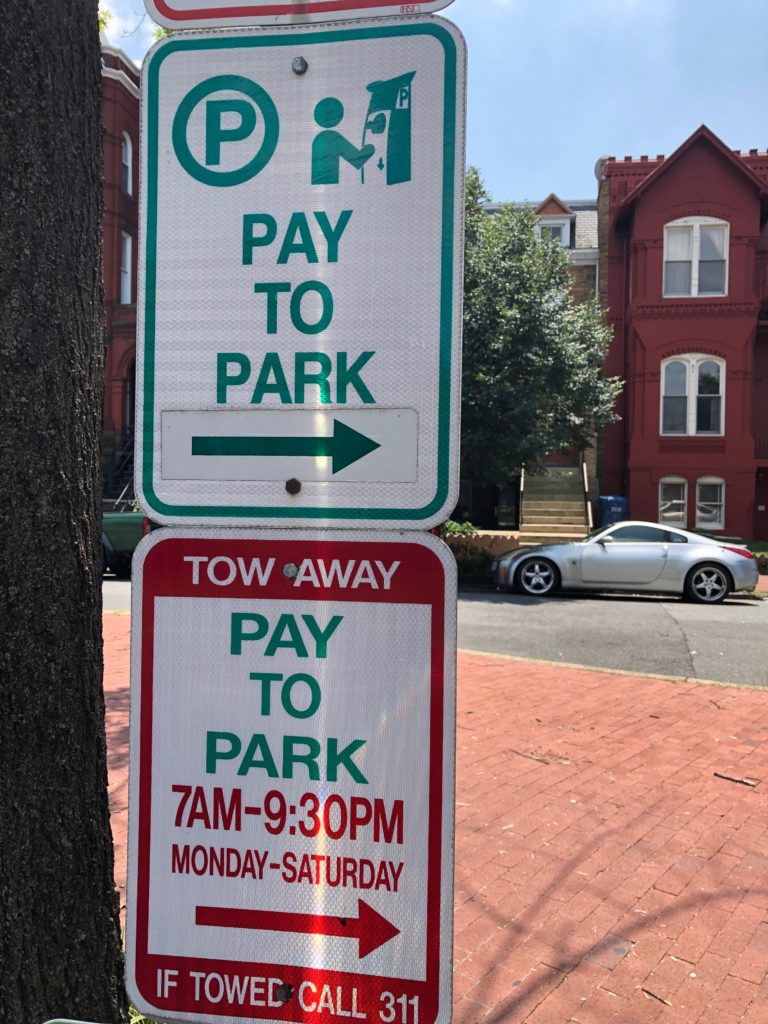 P
P
PAY
TO
PARK
TOW AWAY
PAY
TO
PARK
7AM-9:30PM
MONDAY-SATURDAY
IF TOWED CALL 311